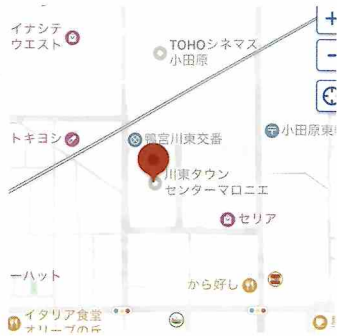 イナシテ
ウエスト
TOHOシネマズ
小田原
トキヨシ
鴨宮川東交番
小田原東
川東タウン
センターマロニエ
セリア
ーハット
から好し
イタリア食堂
オリーブの丘